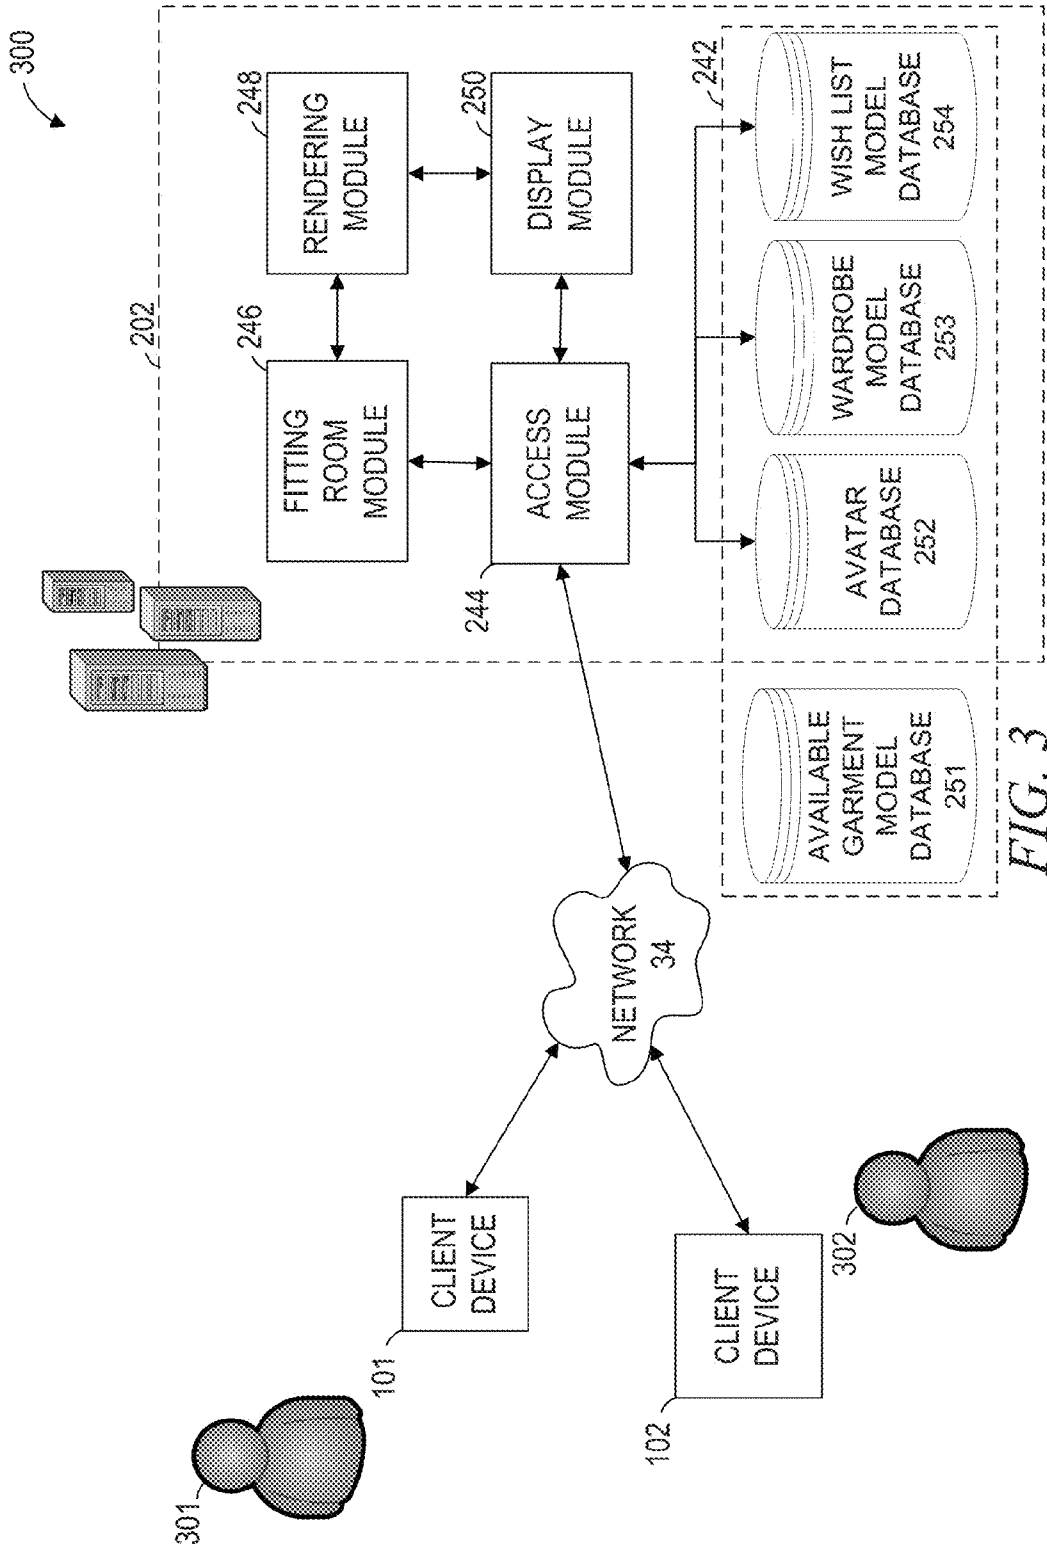 300
202
248
RENDERING
MODULE
250
DISPLAY
MODULE
246
FITTING
ROOM
MODULE
244
ACCESS
MODULE
242
WISH LIST
MODEL
DATABASE
254
WARDROBE
MODEL
DATABASE
253
AVATAR
DATABASE
252
AVAILABLE
GARMENT
MODEL
DATABASE
251
NETWORK
34
301
101
CLIENT
DEVICE
102
CLIENT
DEVICE
302
FIG. 3